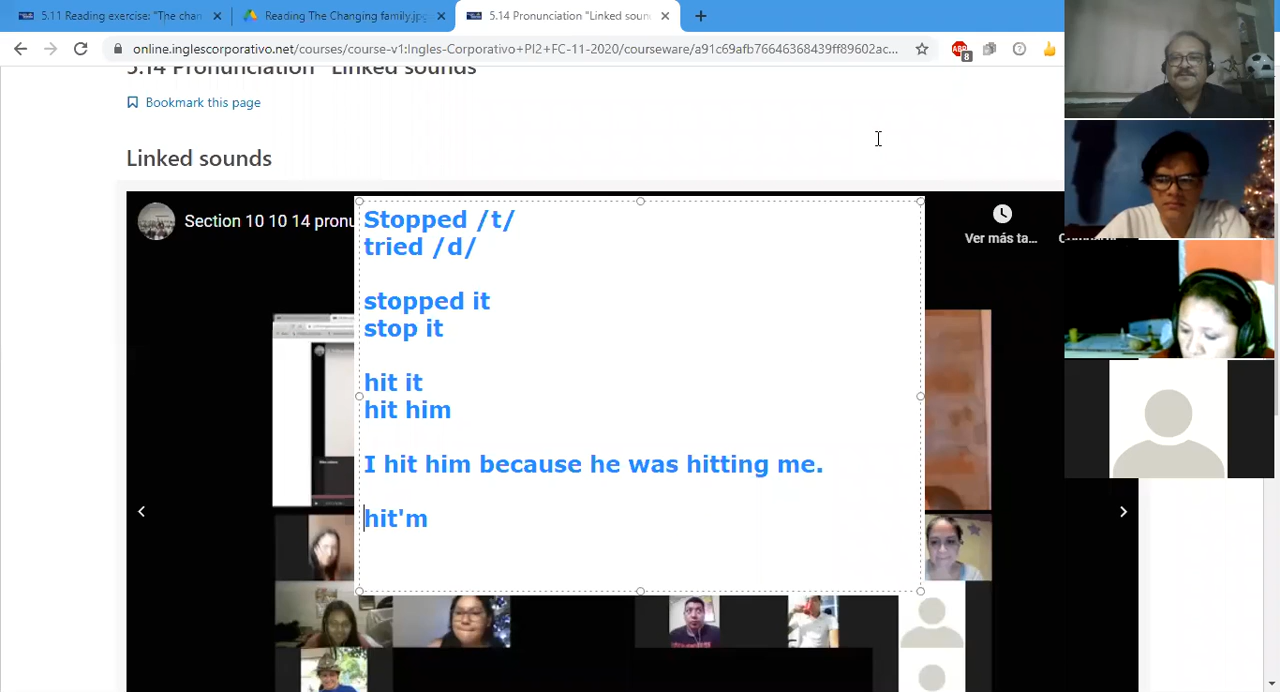 5.11 Reading exercise: "The chan
Reading The Changing family.jpg
5.14 Pronunciation "Linked soun
online.inglescorporativo.net/courses/course-v1:Ingles-Corporativo+PI2+FC-11-2020/courseware/a91c69afb76646368439ff89602ac...
ABP
8
5.14 Pronunciation "Linked sounds
Bookmark this page
Linked sounds
Section 10 10 14 pronu
Ver más ta...
Stopped /t/
tried /d/
stopped it
stop it
hit it
hit him
I hit him because he was hitting me.
hit'm